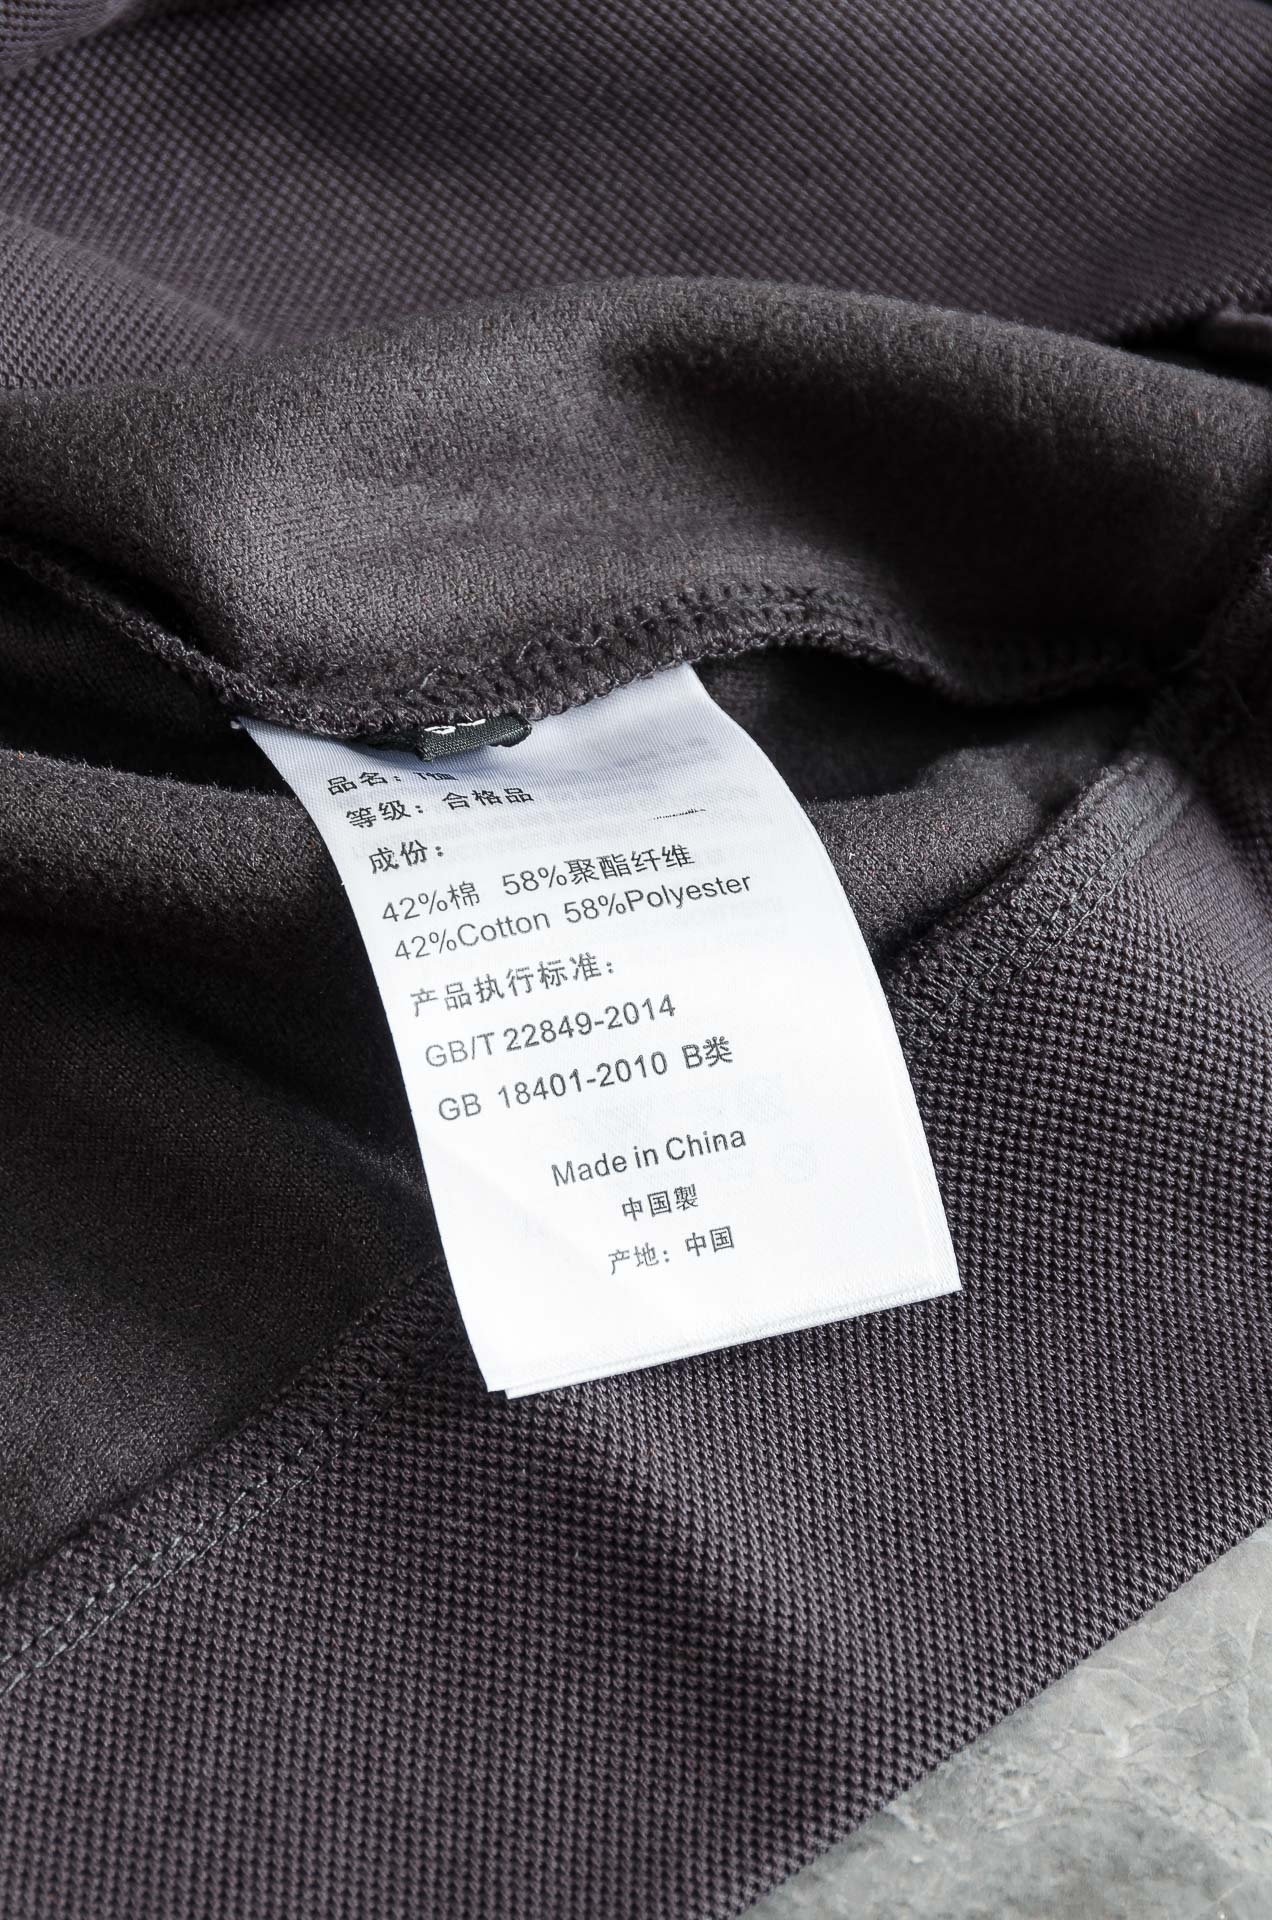 品名：T恤
等级：合格品
成份：
42%棉 58%聚酯纤维
42%Cotton 58%Polyester
产品执行标准：
GB/T 22849-2014
GB 18401-2010 B类
Made in China
中国製
产地：中国